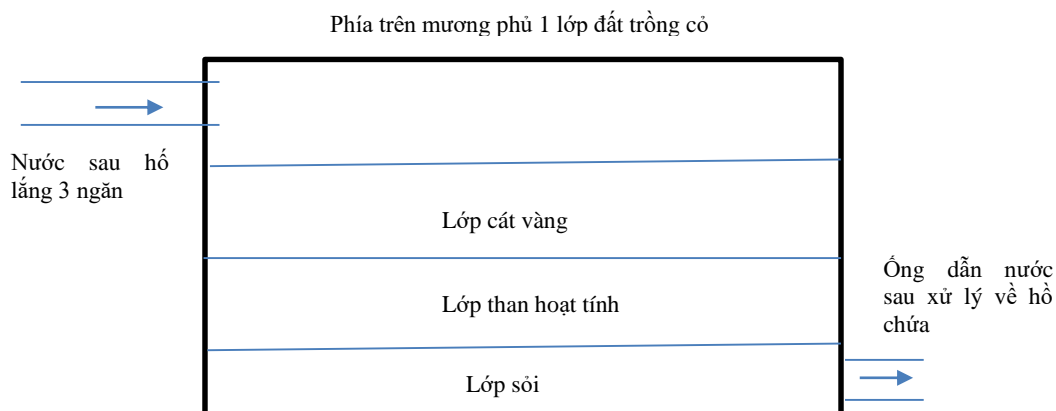 Phía trên mương phủ 1 lớp đất trồng cỏ
Nước sau hố
lắng 3 ngăn
Lớp cát vàng
Ống dẫn nước
sau xử lý về hồ
chứa
Lớp than hoạt tính
Lớp sỏi